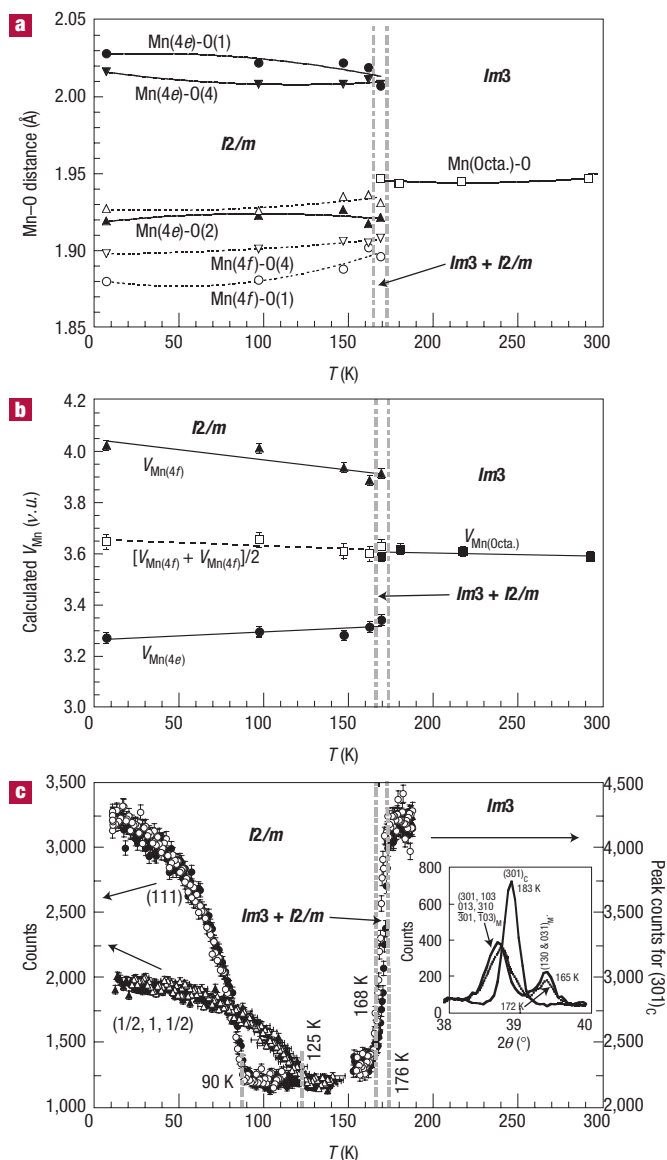 a
2.05
2.00
1.95
1.90
1.85
Mn–O distance (Å)
Mn(4e)-O(1)
Mn(4e)-O(4)
Im3
I2/m
Mn(Octa.)-O
Mn(4e)-O(2)
Mn(4f)-O(4)
Mn(4f)-O(1)
Im3 + I2/m
0 50 100 150 200 250 300
T (K)
b
4.2
4.0
3.8
3.6
3.4
3.2
3.0
Calculated VMn (v.u.)
I2/m
VMn(4f)
Im3
VMn(Octa.)
[VMn(4f) + VMn(4f)]/2
Im3 + I2/m
VMn(4e)
0 50 100 150 200 250 300
T (K)
c
3,500
3,000
2,500
2,000
1,500
1,000
Counts
4,500
4,000
3,500
3,000
2,500
2,000
Peak counts for (301)C
I2/m
Im3
(111)
Im3 + I2/m
(1/2, 1, 1/2)
90 K
125 K
168 K
176 K
800
600
400
200
0
Counts
(301)C
183 K
(301, 103
013, 310
301, 103)M
(130 & 031)M
165 K
172 K
38 39 40
2θ (°)
0 50 100 150 200 250 300
T (K)